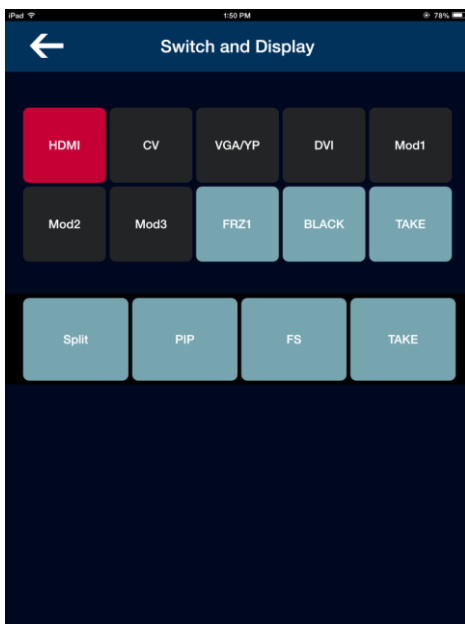 iPad 1:50 PM 78%
Switch and Display
HDMI CV VGA/YP DVI Mod1
Mod2 Mod3 FRZ1 BLACK TAKE
Split PIP FS TAKE